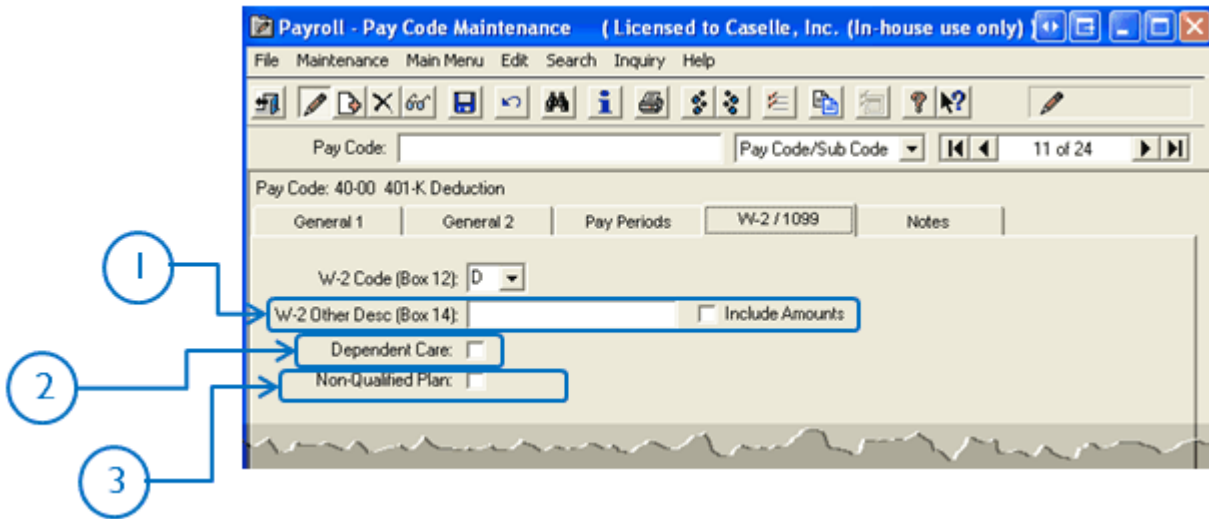 Payroll - Pay Code Maintenance ( Licensed to Caselle, Inc. (In-house use only) )
File Maintenance Main Menu Edit Search Inquiry Help
Pay Code: Pay Code/Sub Code 11 of 24
Pay Code: 40-00 401-K Deduction
General 1 General 2 Pay Periods W-2 / 1099 Notes
1
W-2 Code (Box 12): D
W-2 Other Desc (Box 14): Include Amounts
2
Dependent Care:
Non-Qualified Plan:
3